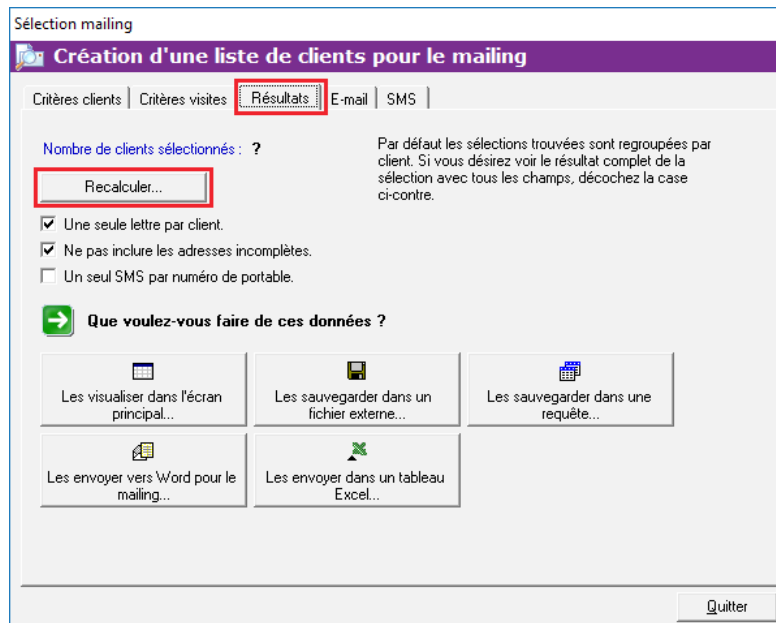 Sélection mailing
Création d'une liste de clients pour le mailing
Critères clients Critères visites Résultats E-mail SMS
Nombre de clients sélectionnés : ?
Recalculer...
Par défaut les sélections trouvées sont regroupées par
client. Si vous désirez voir le résultat complet de la
sélection avec tous les champs, décochez la case
ci-contre.
Une seule lettre par client.
Ne pas inclure les adresses incomplètes.
Un seul SMS par numéro de portable.
Que voulez-vous faire de ces données ?
Les visualiser dans l'écran
principal...
Les sauvegarder dans un
fichier externe...
Les sauvegarder dans une
requête...
Les envoyer vers Word pour le
mailing...
Les envoyer dans un tableau
Excel...
Quitter